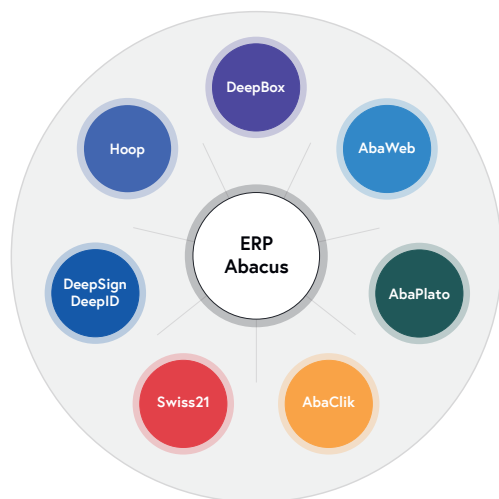 DeepBox
Hoop
AbaWeb
ERP
Abacus
DeepSign
DeepID
AbaPlato
Swiss21
AbaClik